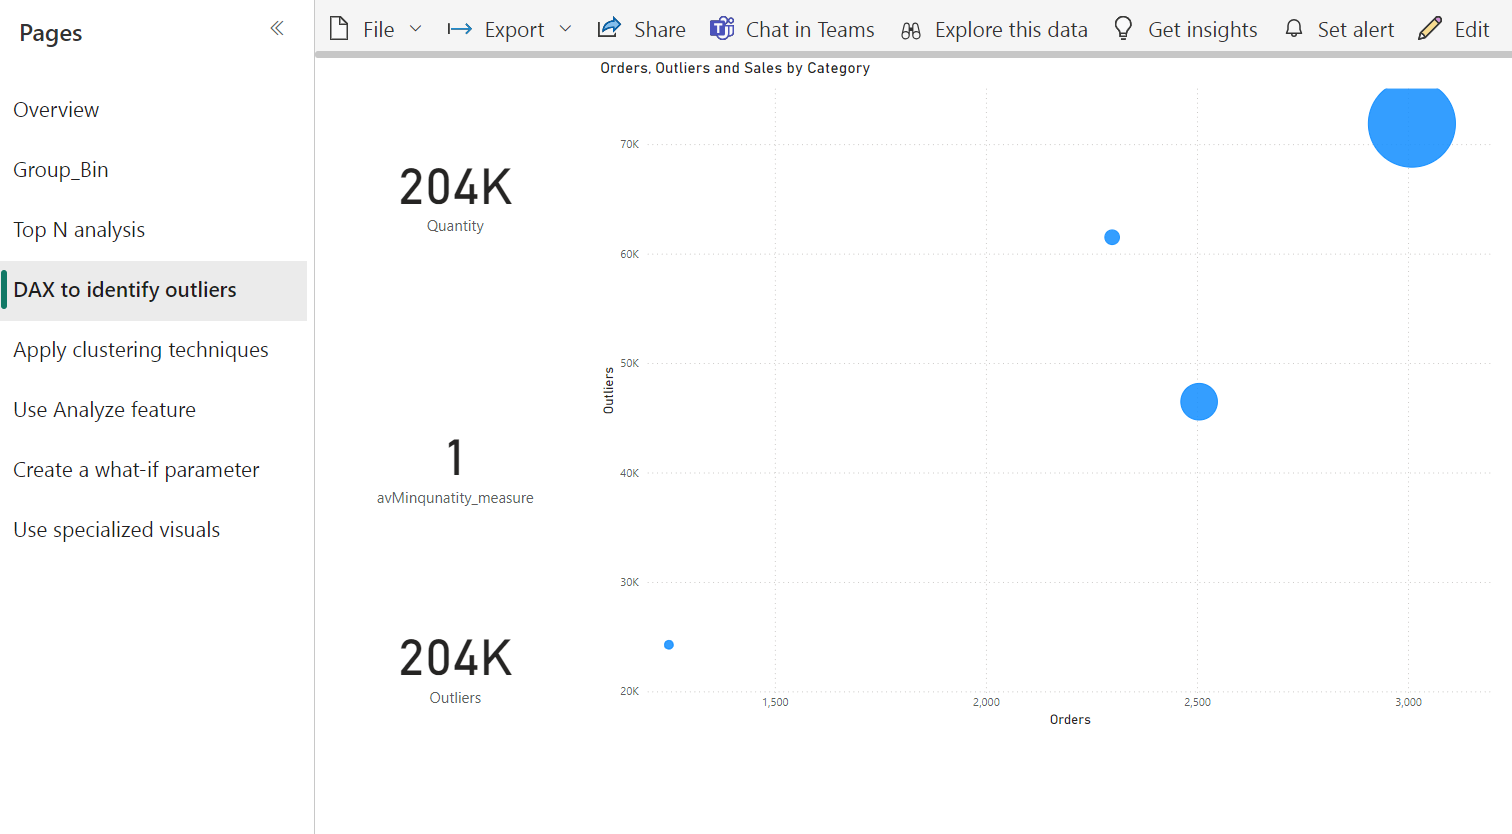 Pages
Overview
Group_Bin
Top N analysis
DAX to identify outliers
Apply clustering techniques
Use Analyze feature
Create a what-if parameter
Use specialized visuals
File Export Share Chat in Teams Explore this data Get insights Set alert Edit
204K
Quantity
1
avMinqunatity_measure
204K
Outliers
Orders, Outliers and Sales by Category
70K
60K
50K
40K
30K
20K
Outliers
1,500 2,000 2,500 3,000
Orders